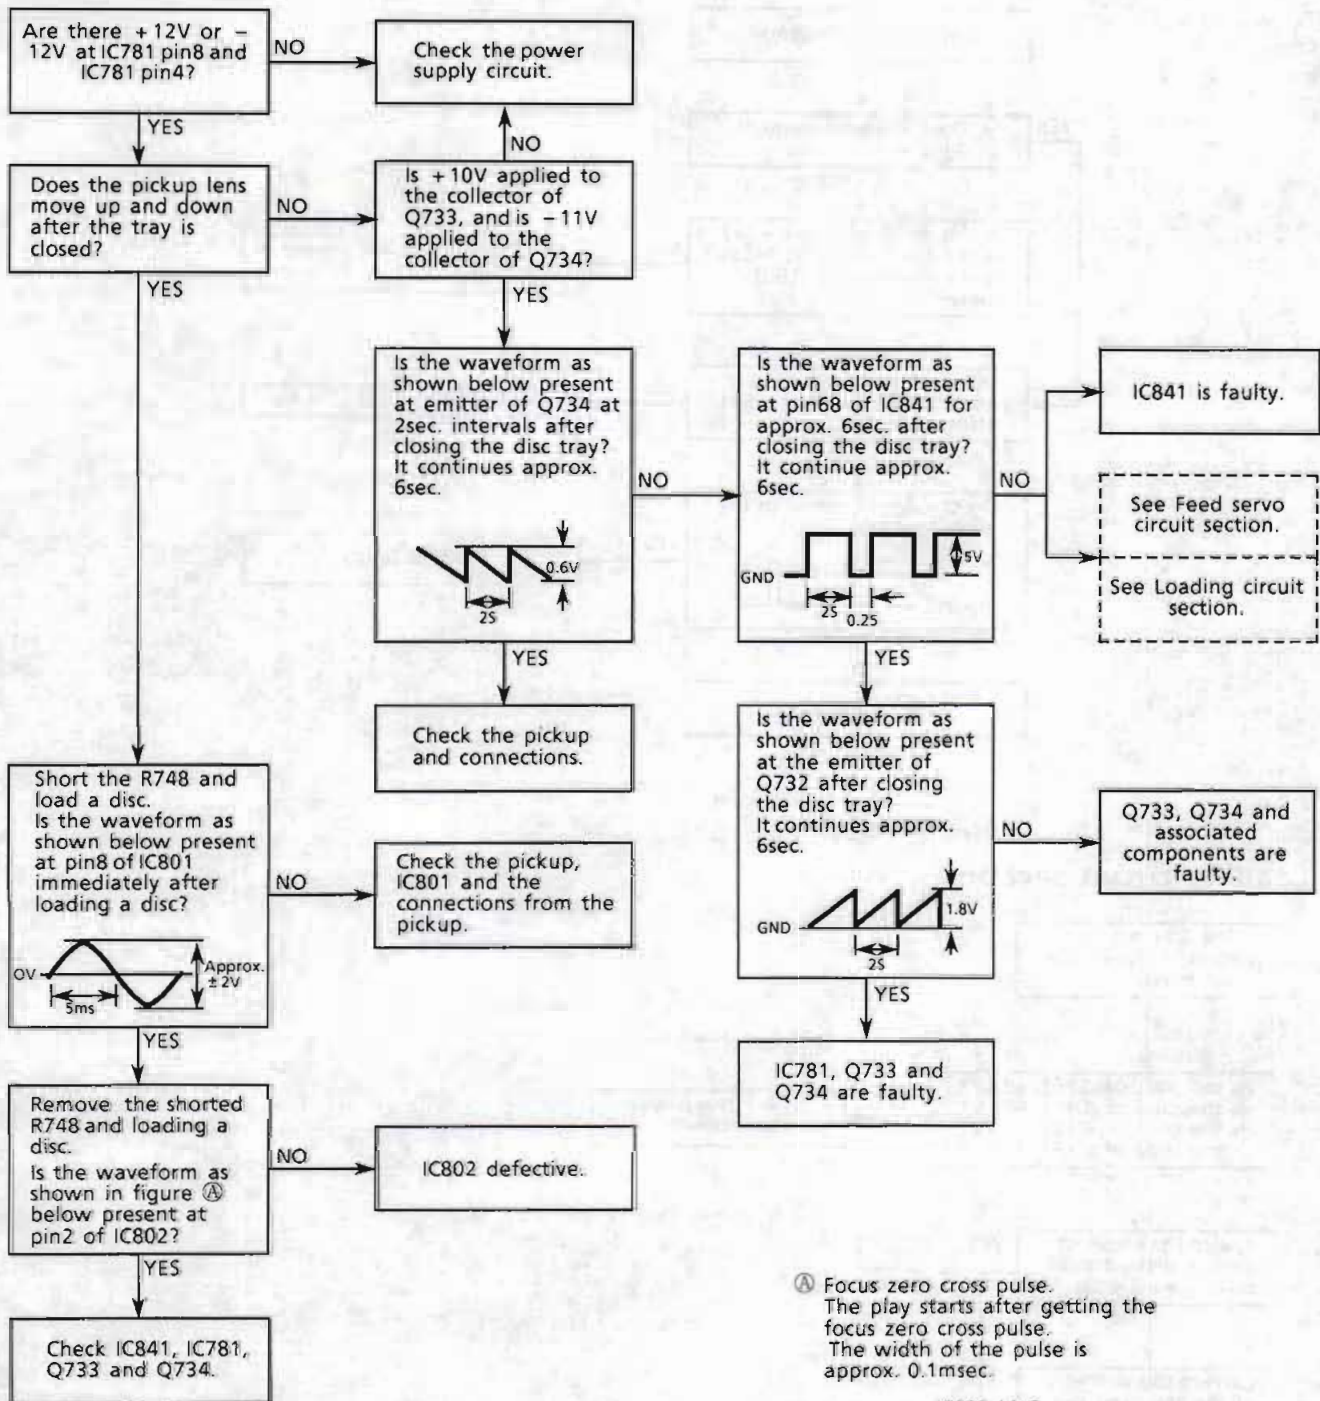 Are there +12V or –
12V at IC781 pin8 and
IC781 pin4?
NO
Check the power
supply circuit.
YES
NO
Does the pickup lens
move up and down
after the tray is
closed?
NO
Is +10V applied to
the collector of
Q733, and is –11V
applied to the
collector of Q734?
YES
YES
Is the waveform as
shown below present
at emitter of Q734 at
2sec. intervals after
closing the disc tray?
It continues approx.
6sec.
0.6V
2S
NO
Is the waveform as
shown below present
at pin68 of IC841 for
approx. 6sec. after
closing the disc tray?
It continue approx.
6sec.
GND
5V
2S
0.25
NO
IC841 is faulty.
See Feed servo
circuit section.
See Loading circuit
section.
YES
YES
Check the pickup
and connections.
Is the waveform as
shown below present
at the emitter of
Q732 after closing
the disc tray?
It continues approx.
6sec.
GND
1.8V
2S
NO
Q733, Q734 and
associated
components are
faulty.
YES
IC781, Q733 and
Q734 are faulty.
Short the R748 and
load a disc.
Is the waveform as
shown below present
at pin8 of IC801
immediately after
loading a disc?
0V
Approx.
±2V
5ms
NO
Check the pickup,
IC801 and the
connections from the
pickup.
YES
Remove the shorted
R748 and loading a
disc.
Is the waveform as
shown in figure Ⓐ
below present at
pin2 of IC802?
NO
IC802 defective.
YES
Check IC841, IC781,
Q733 and Q734.
Ⓐ Focus zero cross pulse.
The play starts after getting the
focus zero cross pulse.
The width of the pulse is
approx. 0.1msec.